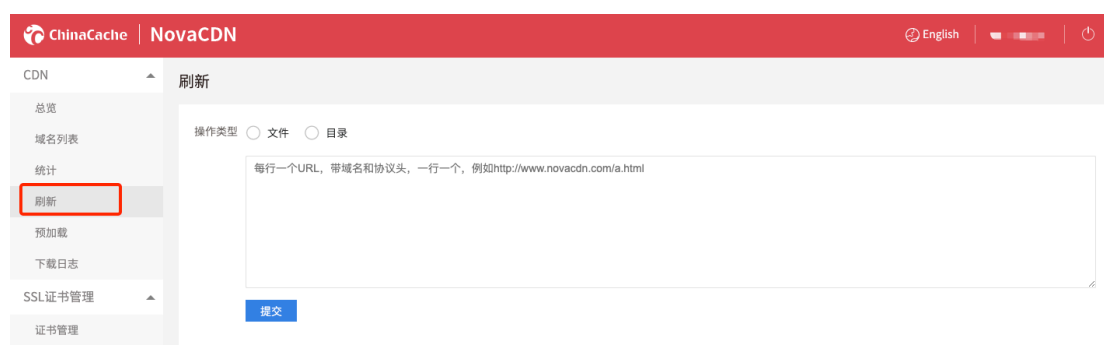 ChinaCache NovaCDN English
CDN
刷新
总览
操作类型 文件 目录
域名列表
每行一个URL，带域名和协议头，一行一个，例如http://www.novacdn.com/a.html
统计
刷新
预加载
下载日志
SSL证书管理
提交
证书管理